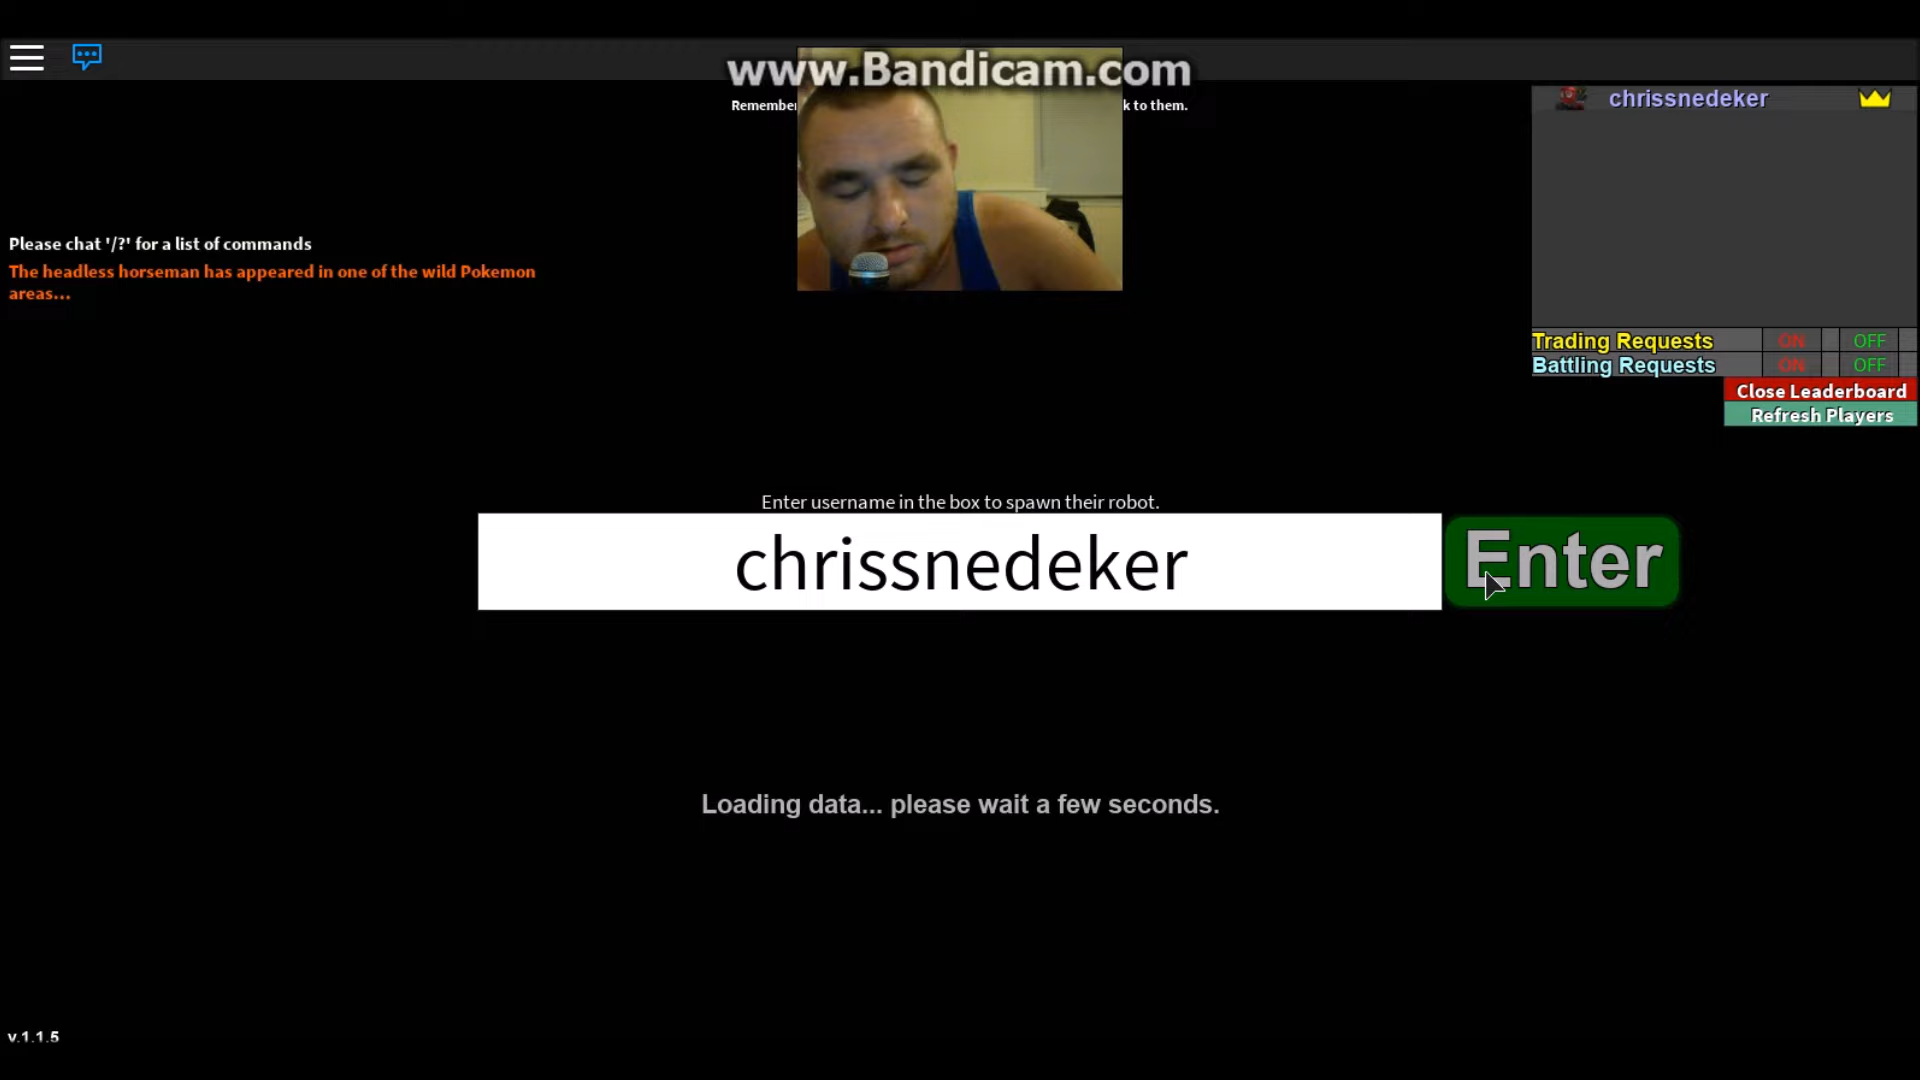 www.Bandicam.com
Remember k to them.
chrissnedeker
Please chat '/?' for a list of commands
The headless horseman has appeared in one of the wild Pokemon
areas...
Trading Requests ON OFF
Battling Requests ON OFF
Close Leaderboard
Refresh Players
Enter username in the box to spawn their robot.
chrissnedeker
Enter
Loading data... please wait a few seconds.
v.1.1.5